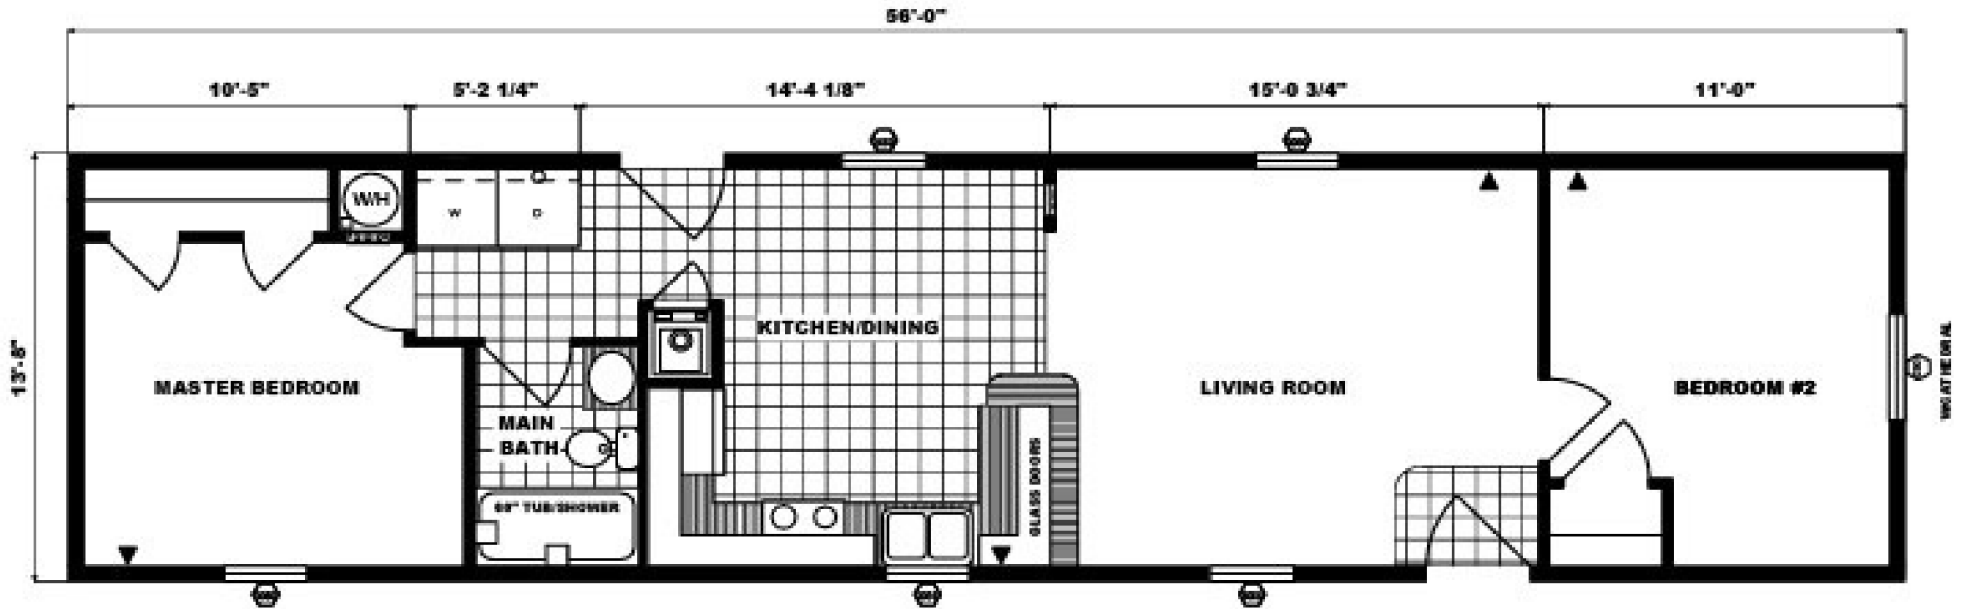 56'-0"
10'-5"
5'-2 1/4"
14'-4 1/8"
15'-0 3/4"
11'-0"
13'-8"
W/H
W
D
KITCHEN/DINING
MASTER BEDROOM
LIVING ROOM
BEDROOM #2
MAIN
BATH
GLASS DOORS
60" TUB/SHOWER
W/CATHEDRAL